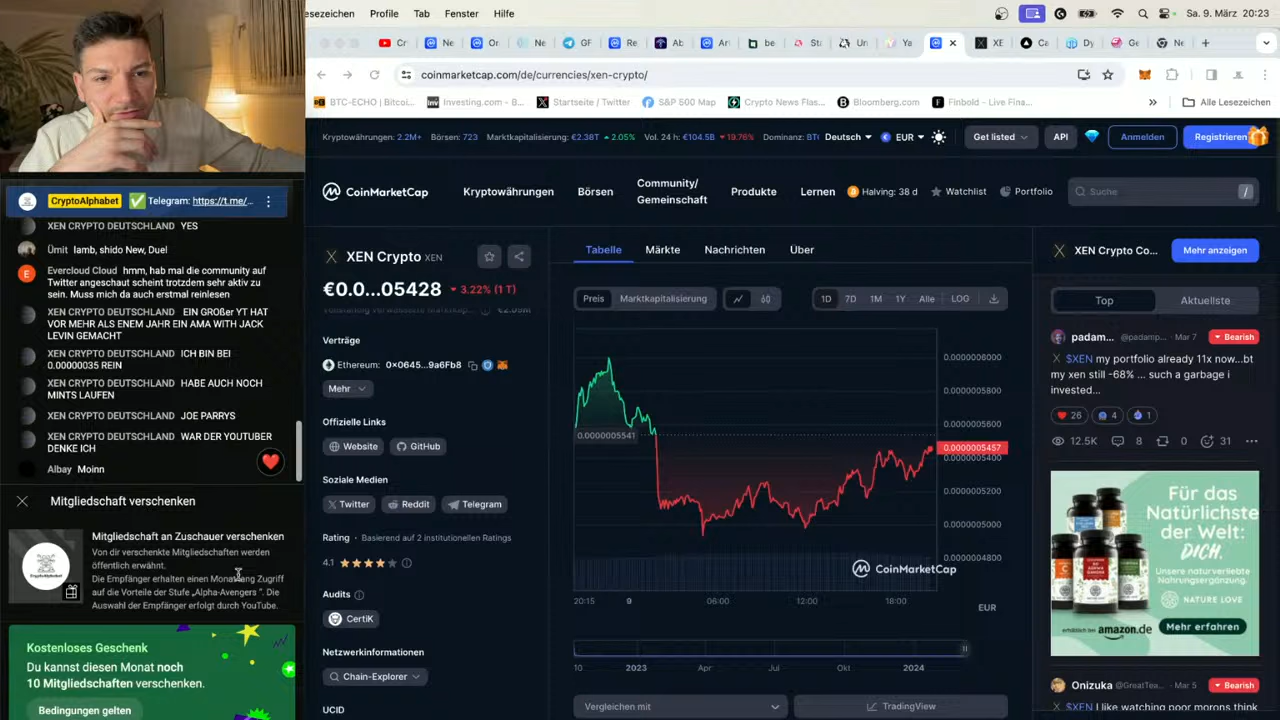 esezeichen Profile Tab Fenster Hilfe
Sa. 9. März 20:23
coinmarketcap.com/de/currencies/xen-crypto/
BTC-ECHO | Bitcoi...
Investing.com - B...
Startseite / Twitter
S&P 500 Map
Crypto News Flas...
Bloomberg.com
Finbold - Live Fina...
Alle Lesezeichen
Kryptowährungen: 2.2M+ Börsen: 723 Marktkapitalisierung: €2.38T 2.05% Vol. 24 h: €104.5B 19.76% Dominanz: BT
Deutsch
EUR
Get listed
API
Anmelden
Registrieren
CoinMarketCap
Kryptowährungen
Börsen
Community/
Gemeinschaft
Produkte
Lernen
Halving: 38 d
Watchlist
Portfolio
Suche
/
CryptoAlphabet Telegram: https://t.me/...
XEN CRYPTO DEUTSCHLAND YES
Ümit lamb, shido New, Duel
Evercloud Cloud hmm, hab mal die community auf
Twitter angeschaut scheint trotzdem sehr aktiv zu
sein. Muss mich da auch erstmal reinlesen
XEN CRYPTO DEUTSCHLAND EIN GROßer YT HAT
VOR MEHR ALS ENEM JAHR EIN AMA WITH JACK
LEVIN GEMACHT
XEN CRYPTO DEUTSCHLAND ICH BIN BEI
0.00000035 REIN
XEN CRYPTO DEUTSCHLAND HABE AUCH NOCH
MINTS LAUFEN
XEN CRYPTO DEUTSCHLAND JOE PARRYS
XEN CRYPTO DEUTSCHLAND WAR DER YOUTUBER
DENKE ICH
Albay Moinn
Mitgliedschaft verschenken
Mitgliedschaft an Zuschauer verschenken
Von dir verschenkte Mitgliedschaften werden
öffentlich erwähnt.
Die Empfänger erhalten einen Monat lang Zugriff
auf die Vorteile der Stufe „Alpha-Avengers“. Die
Auswahl der Empfänger erfolgt durch YouTube.
Kostenloses Geschenk
Du kannst diesen Monat noch
10 Mitgliedschaften verschenken.
Bedingungen gelten
XEN Crypto XEN
€0.0...05428 3.22% (1 T)
Verträge
Ethereum: 0x0645...9a6Fb8
Mehr
Offizielle Links
Website
GitHub
Soziale Medien
Twitter
Reddit
Telegram
Rating • Basierend auf 2 institutionellen Ratings
4.1
Audits
CertiK
Netzwerkinformationen
Chain-Explorer
UCID
Tabelle
Märkte
Nachrichten
Über
Preis
Marktkapitalisierung
1D 7D 1M 1Y Alle LOG
0.0000006000
0.0000005800
0.0000005600
0.0000005541
0.0000005457
0.0000005400
0.0000005200
0.0000005000
0.0000004800
CoinMarketCap
20:15 9 06:00 12:00 18:00
EUR
10 2023 Apr Jul Okt 2024
Vergleichen mit
TradingView
XEN Crypto Co...
Mehr anzeigen
Top
Aktuellste
padam... @padamp... · Mar 7 Bearish
$XEN my portfolio already 11x now...bt
my xen still -68% ... such a garbage i
invested...
26 4 1
12.5K 8 0 31
Für das
Natürlichste
der Welt:
DICH.
Unsere natürliche
Nahrungsergänzung.
NATURE LOVE
erhältlich bei amazon.de
Mehr erfahren
Onizuka @GreatTea... · Mar 5 Bearish
$XEN I like watching poor morons think